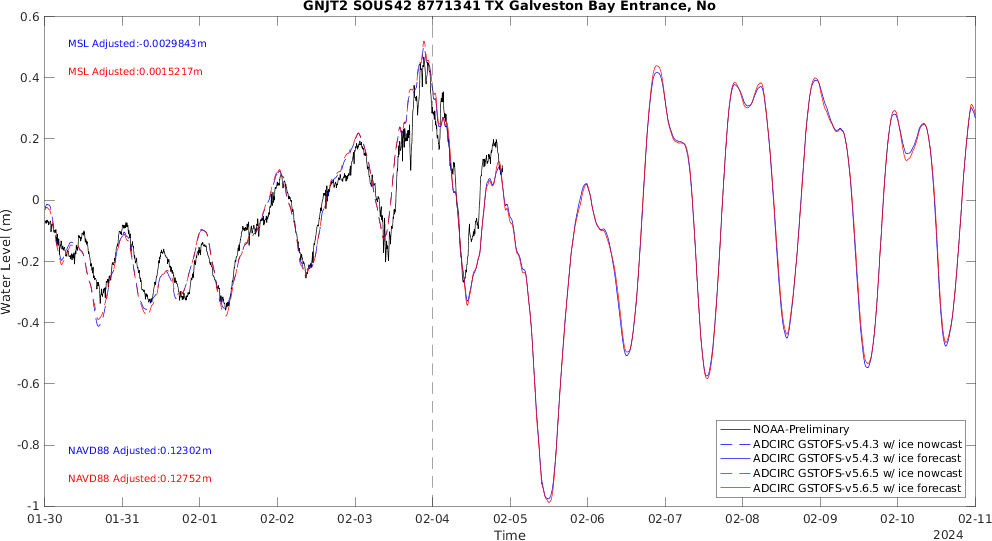 GNJT2 SOUS42 8771341 TX Galveston Bay Entrance, No
0.6
0.4
0.2
0
-0.2
-0.4
-0.6
-0.8
-1
Water Level (m)
MSL Adjusted:-0.0029843m
MSL Adjusted:0.0015217m
NAVD88 Adjusted:0.12302m
NAVD88 Adjusted:0.12752m
NOAA-Preliminary
ADCIRC GSTOFS-v5.4.3 w/ ice nowcast
ADCIRC GSTOFS-v5.4.3 w/ ice forecast
ADCIRC GSTOFS-v5.6.5 w/ ice nowcast
ADCIRC GSTOFS-v5.6.5 w/ ice forecast
01-30 01-31 02-01 02-02 02-03 02-04 02-05 02-06 02-07 02-08 02-09 02-10 02-11
Time
2024